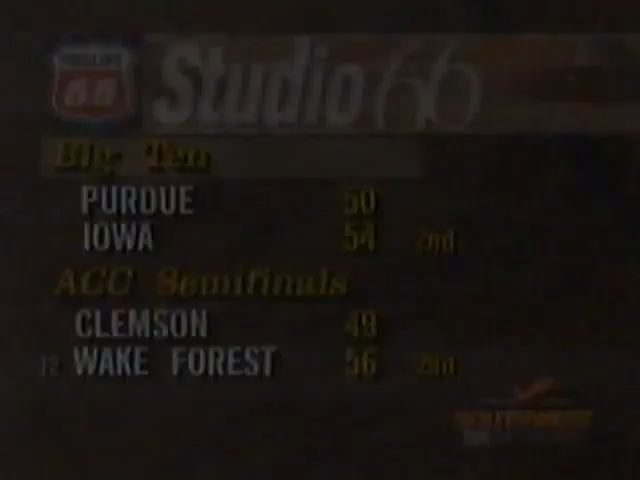 PHILLIPS
66 Studio 66
Big Ten
PURDUE 50
IOWA 54 2nd
ACC Semifinals
CLEMSON 49
12 WAKE FOREST 56 2nd